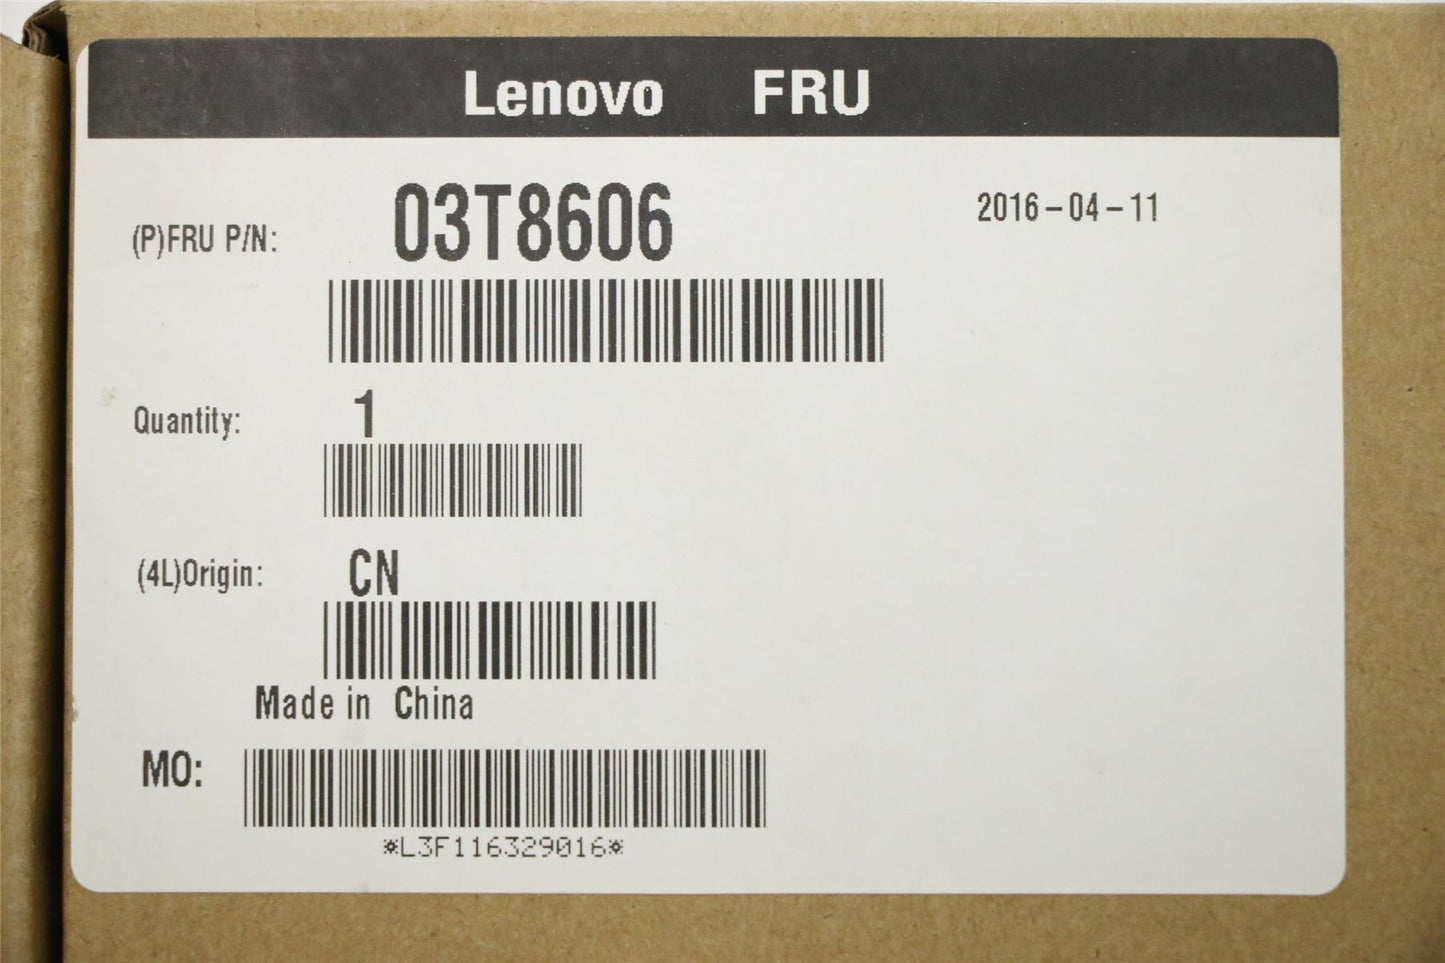 Lenovo FRU
(P)FRU P/N: 03T8606 2016-04-11
Quantity: 1
(4L)Origin: CN
Made in China
MO:
*L3F116329016*